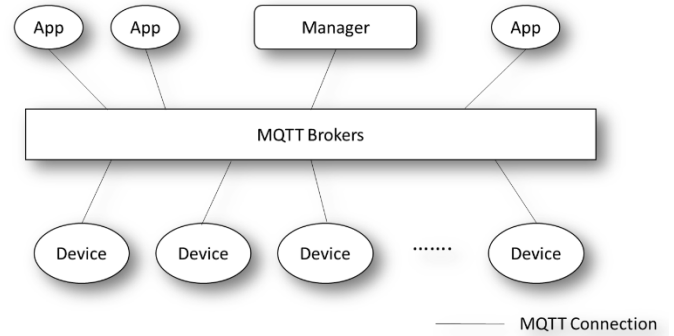 App
App
Manager
App
MQTT Brokers
Device
Device
Device
.......
Device
MQTT Connection